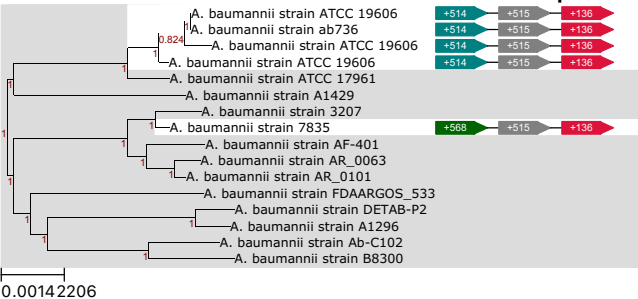 A. baumannii strain ATCC 19606 +514 +515 +136
A. baumannii strain ab736 +514 +515 +136
0.824 A. baumannii strain ATCC 19606 +514 +515 +136
1 A. baumannii strain ATCC 19606 +514 +515 +136
1 A. baumannii strain ATCC 17961
1 A. baumannii strain A1429
A. baumannii strain 3207
1 1 A. baumannii strain 7835 +568 +515 +136
1 A. baumannii strain AF-401
1 A. baumannii strain AR_0063
1 1 A. baumannii strain AR_0101
A. baumannii strain FDAARGOS_533
1 A. baumannii strain DETAB-P2
1 1 A. baumannii strain A1296
1 A. baumannii strain Ab-C102
1 A. baumannii strain B8300
0.00142206